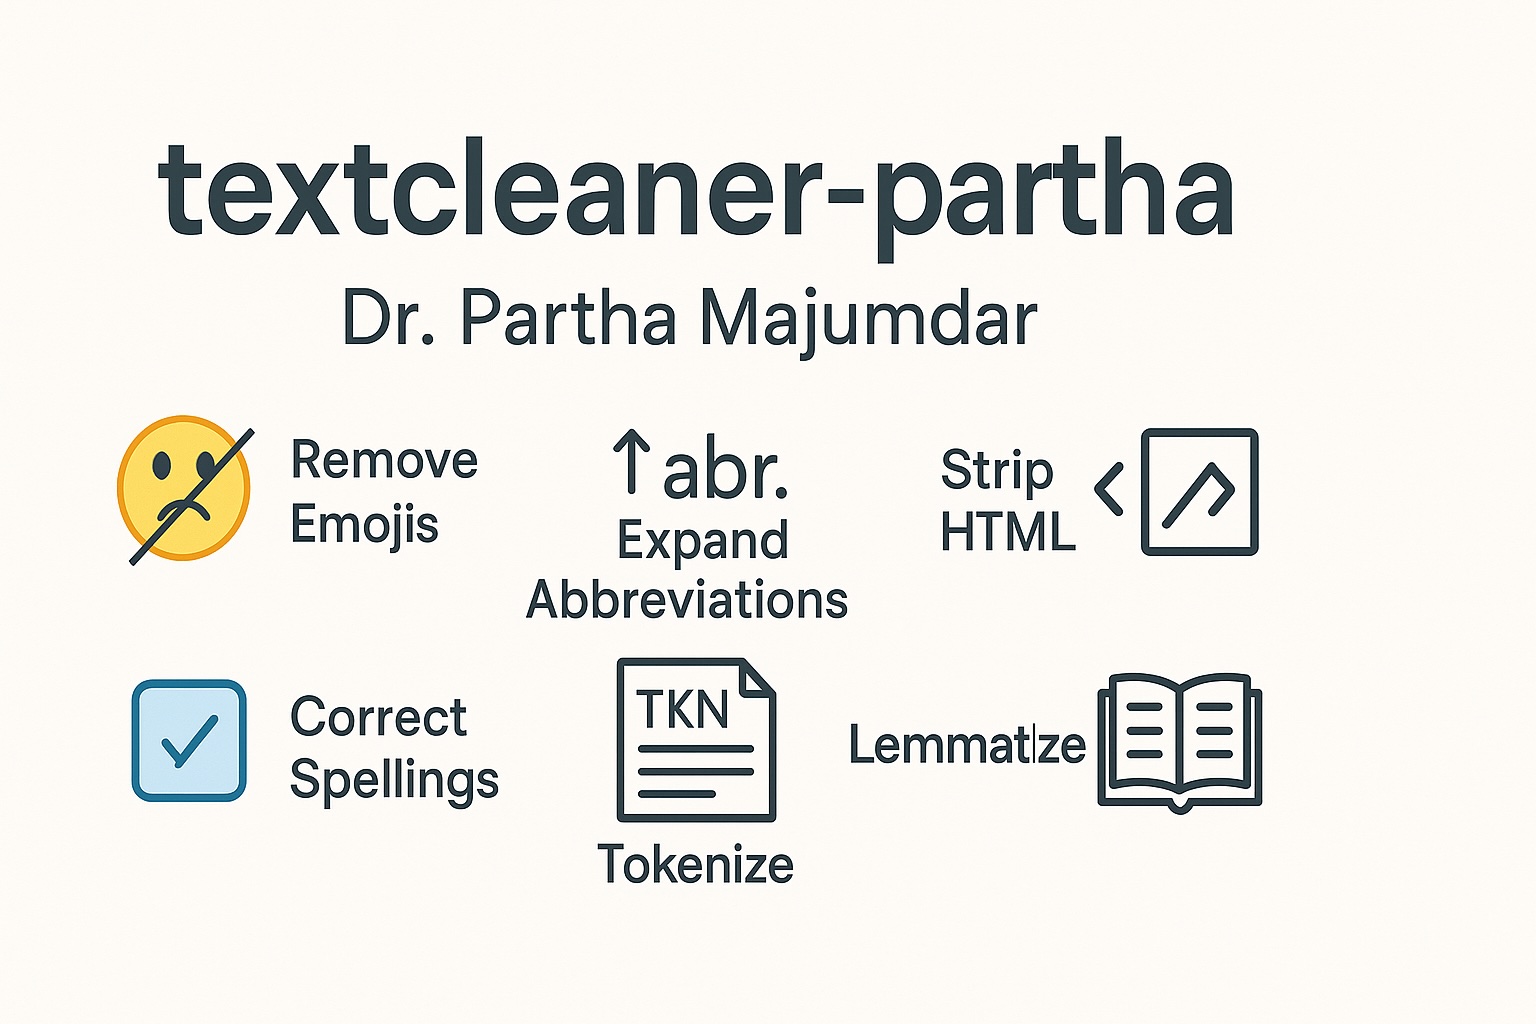 textcleaner-partha
Dr. Partha Majumdar
Remove
Emojis
↑abr.
Expand
Abbreviations
Strip
HTML
Correct
Spellings
TKN
Tokenize
Lemmatize